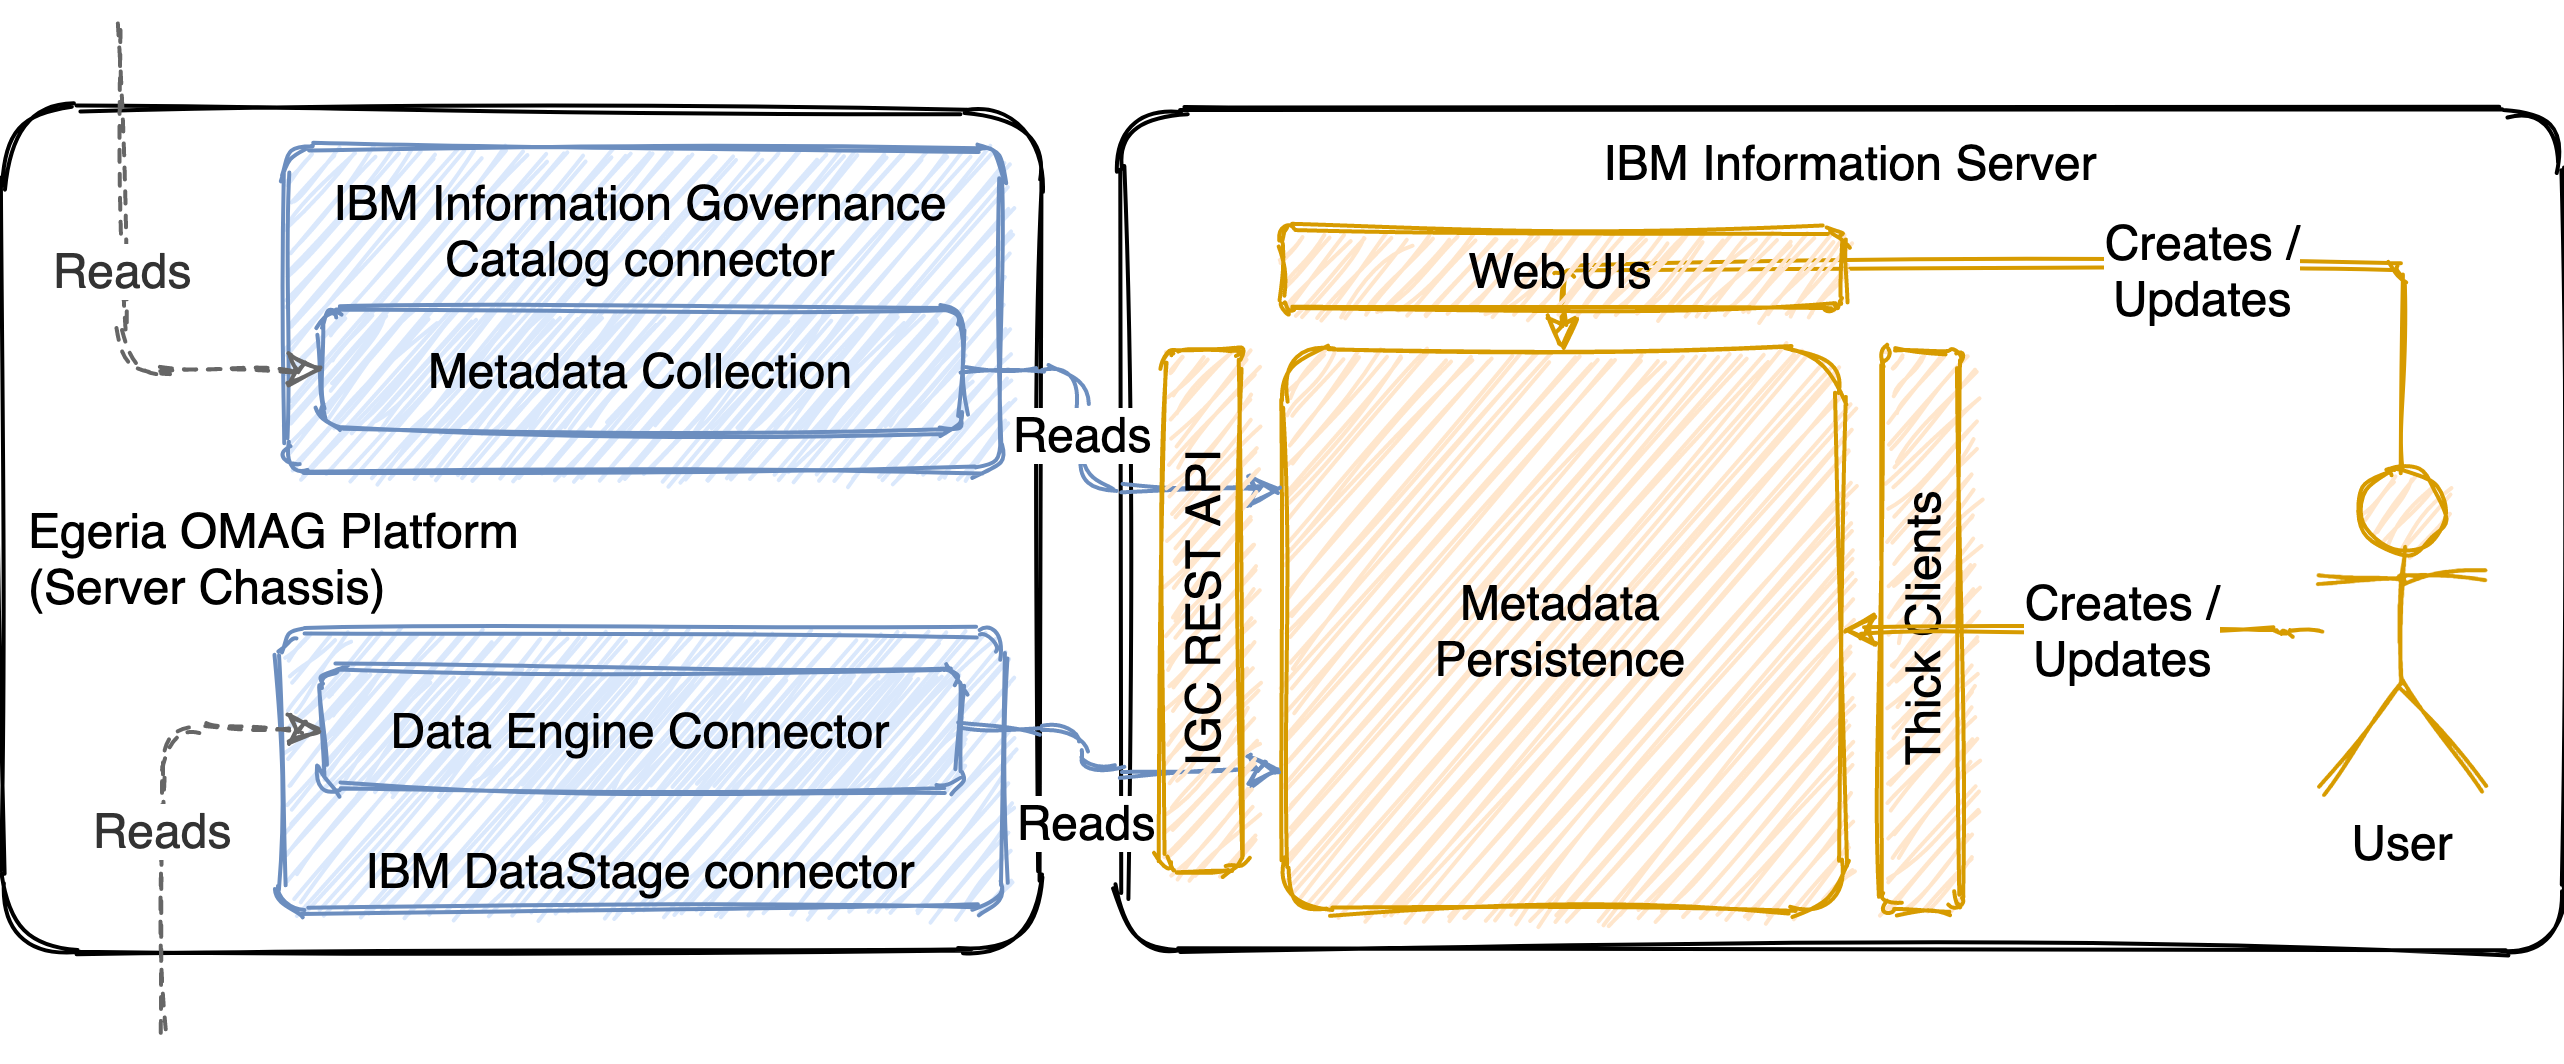 IBM Information Governance
Catalog connector
Reads
Metadata Collection
Reads
Egeria OMAG Platform
(Server Chassis)
Data Engine Connector
Reads
IBM DataStage connector
Reads
IBM Information Server
Web UIs
Creates /
Updates
IGC REST API
Metadata
Persistence
Thick Clients
Creates /
Updates
User